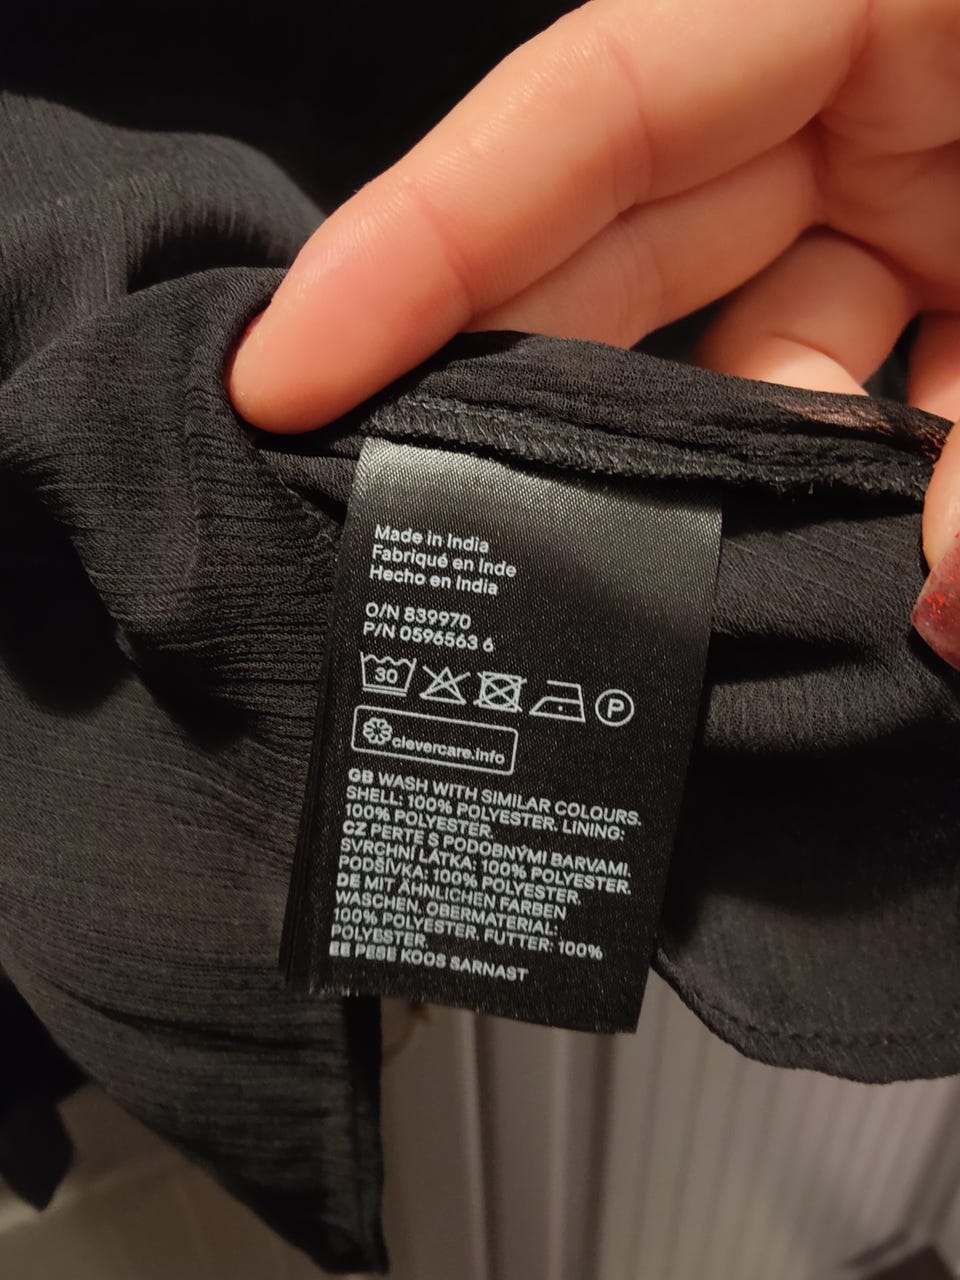 Made in India
Fabriqué en Inde
Hecho en India
O/N 839970
P/N 0596563 6
30
P
clevercare.info
GB WASH WITH SIMILAR COLOURS.
SHELL: 100% POLYESTER. LINING:
100% POLYESTER.
CZ PERTE S PODOBNÝMI BARVAMI.
SVRCHNÍ LÁTKA: 100% POLYESTER.
PODŠÍVKA: 100% POLYESTER.
DE MIT ÄHNLICHEN FARBEN
WASCHEN. OBERMATERIAL:
100% POLYESTER. FUTTER: 100%
POLYESTER.
EE PESE KOOS SARNAST